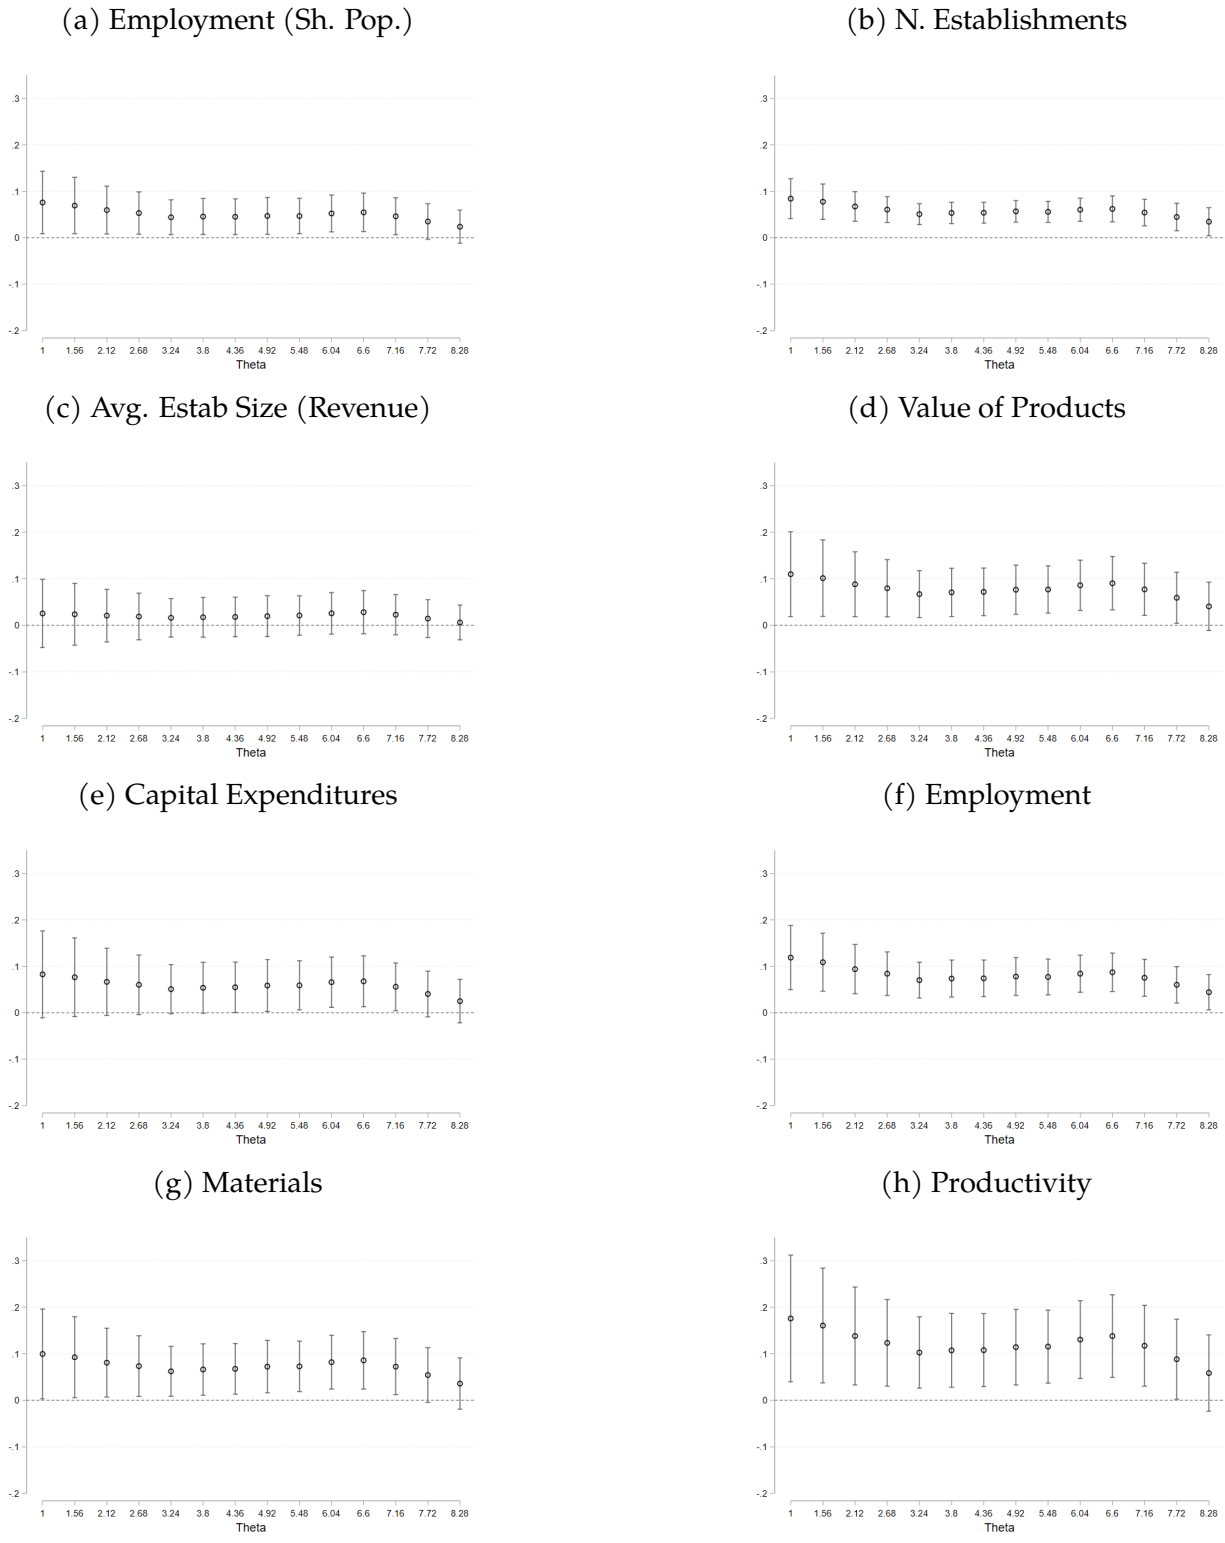 (a) Employment (Sh. Pop.)
(b) N. Establishments
.3
.2
.1
0
-.1
-.2
1 1.56 2.12 2.68 3.24 3.8 4.36 4.92 5.48 6.04 6.6 7.16 7.72 8.28
Theta
.3
.2
.1
0
-.1
-.2
1 1.56 2.12 2.68 3.24 3.8 4.36 4.92 5.48 6.04 6.6 7.16 7.72 8.28
Theta
(c) Avg. Estab Size (Revenue)
(d) Value of Products
.3
.2
.1
0
-.1
-.2
1 1.56 2.12 2.68 3.24 3.8 4.36 4.92 5.48 6.04 6.6 7.16 7.72 8.28
Theta
.3
.2
.1
0
-.1
-.2
1 1.56 2.12 2.68 3.24 3.8 4.36 4.92 5.48 6.04 6.6 7.16 7.72 8.28
Theta
(e) Capital Expenditures
(f) Employment
.3
.2
.1
0
-.1
-.2
1 1.56 2.12 2.68 3.24 3.8 4.36 4.92 5.48 6.04 6.6 7.16 7.72 8.28
Theta
.3
.2
.1
0
-.1
-.2
1 1.56 2.12 2.68 3.24 3.8 4.36 4.92 5.48 6.04 6.6 7.16 7.72 8.28
Theta
(g) Materials
(h) Productivity
.3
.2
.1
0
-.1
-.2
1 1.56 2.12 2.68 3.24 3.8 4.36 4.92 5.48 6.04 6.6 7.16 7.72 8.28
Theta
.3
.2
.1
0
-.1
-.2
1 1.56 2.12 2.68 3.24 3.8 4.36 4.92 5.48 6.04 6.6 7.16 7.72 8.28
Theta